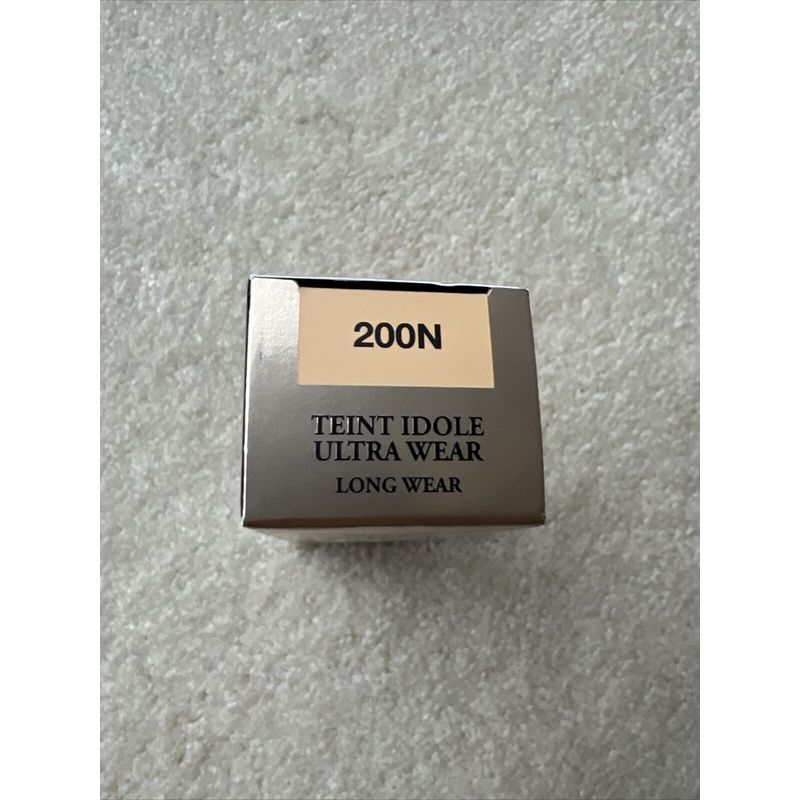 200N
TEINT IDOLE
ULTRA WEAR
LONG WEAR